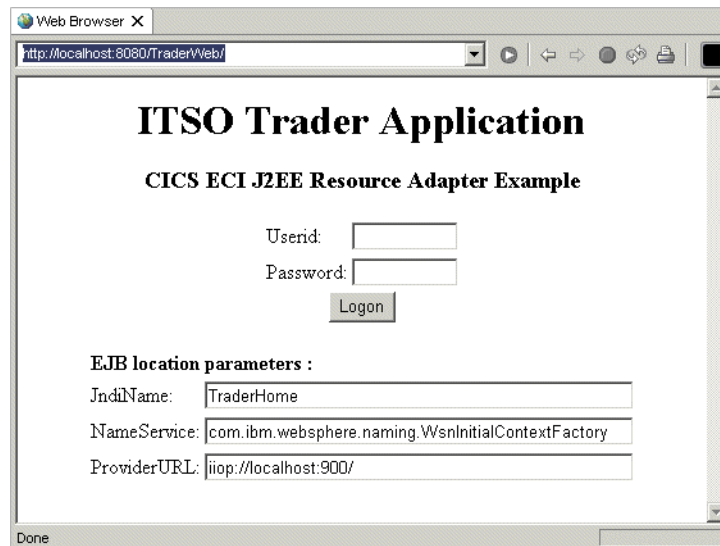 Web Browser
http://localhost:8080/TraderWeb/
ITSO Trader Application
CICS ECI J2EE Resource Adapter Example
Userid:
Password:
Logon
EJB location parameters :
JndiName: TraderHome
NameService: com.ibm.websphere.naming.WsnInitialContextFactory
ProviderURL: iiop://localhost:900/
Done